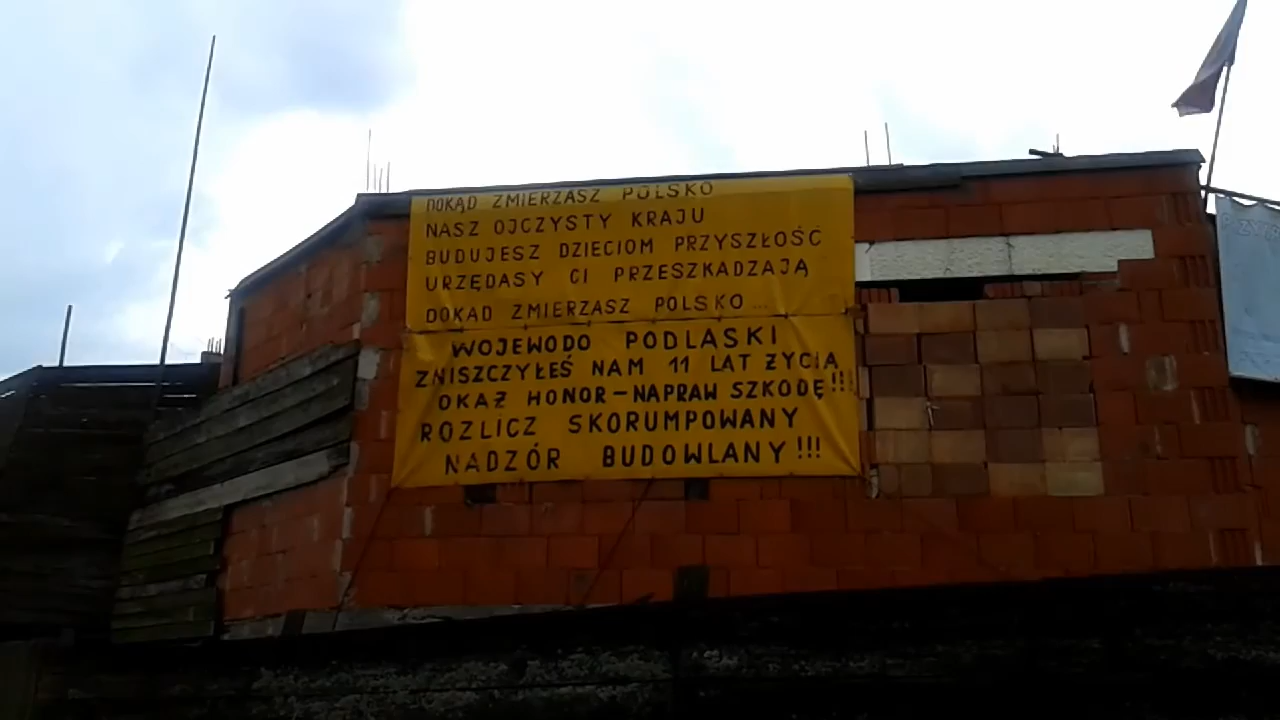 DOKĄD ZMIERZASZ POLSKO
NASZ OJCZYSTY KRAJU
BUDUJESZ DZIECIOM PRZYSZŁOŚĆ
URZĘDASY CI PRZESZKADZAJĄ
DOKĄD ZMIERZASZ POLSKO...
WOJEWODO PODLASKI
ZNISZCZYŁEŚ NAM 11 LAT ŻYCIA
OKAŻ HONOR-NAPRAW SZKODĘ!!!
ROZLICZ SKORUMPOWANY
NADZÓR BUDOWLANY!!!